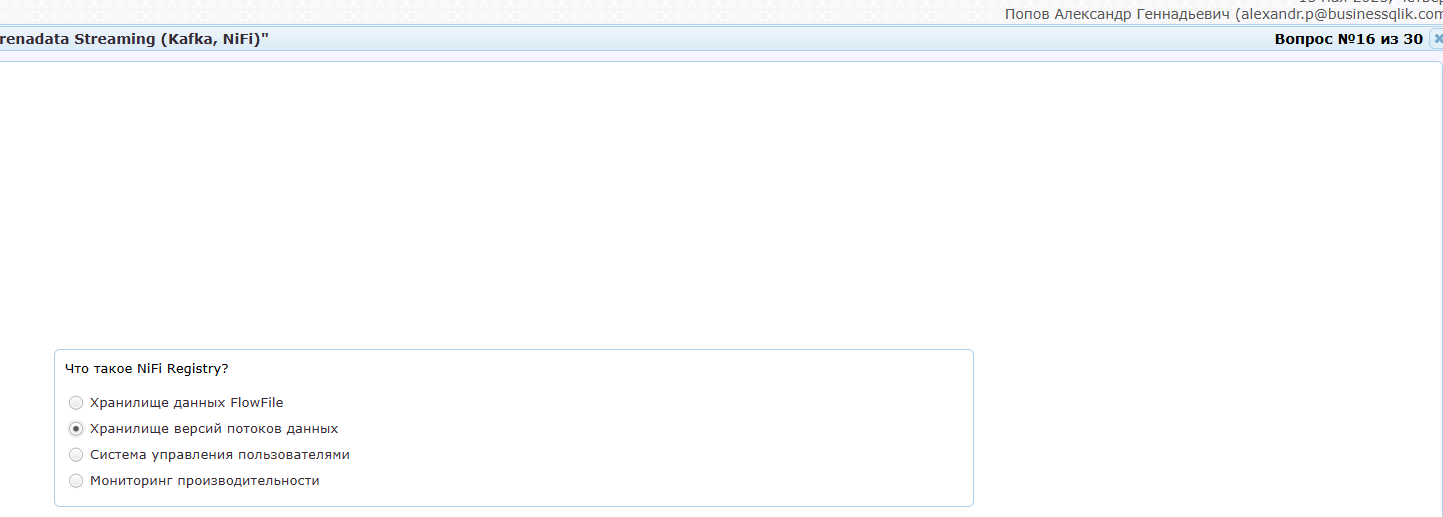 Попов Александр Геннадьевич (alexandr.p@businessqlik.com
renadata Streaming (Kafka, NiFi)"
Вопрос №16 из 30
Что такое NiFi Registry?
Хранилище данных FlowFile
Хранилище версий потоков данных
Система управления пользователями
Мониторинг производительности